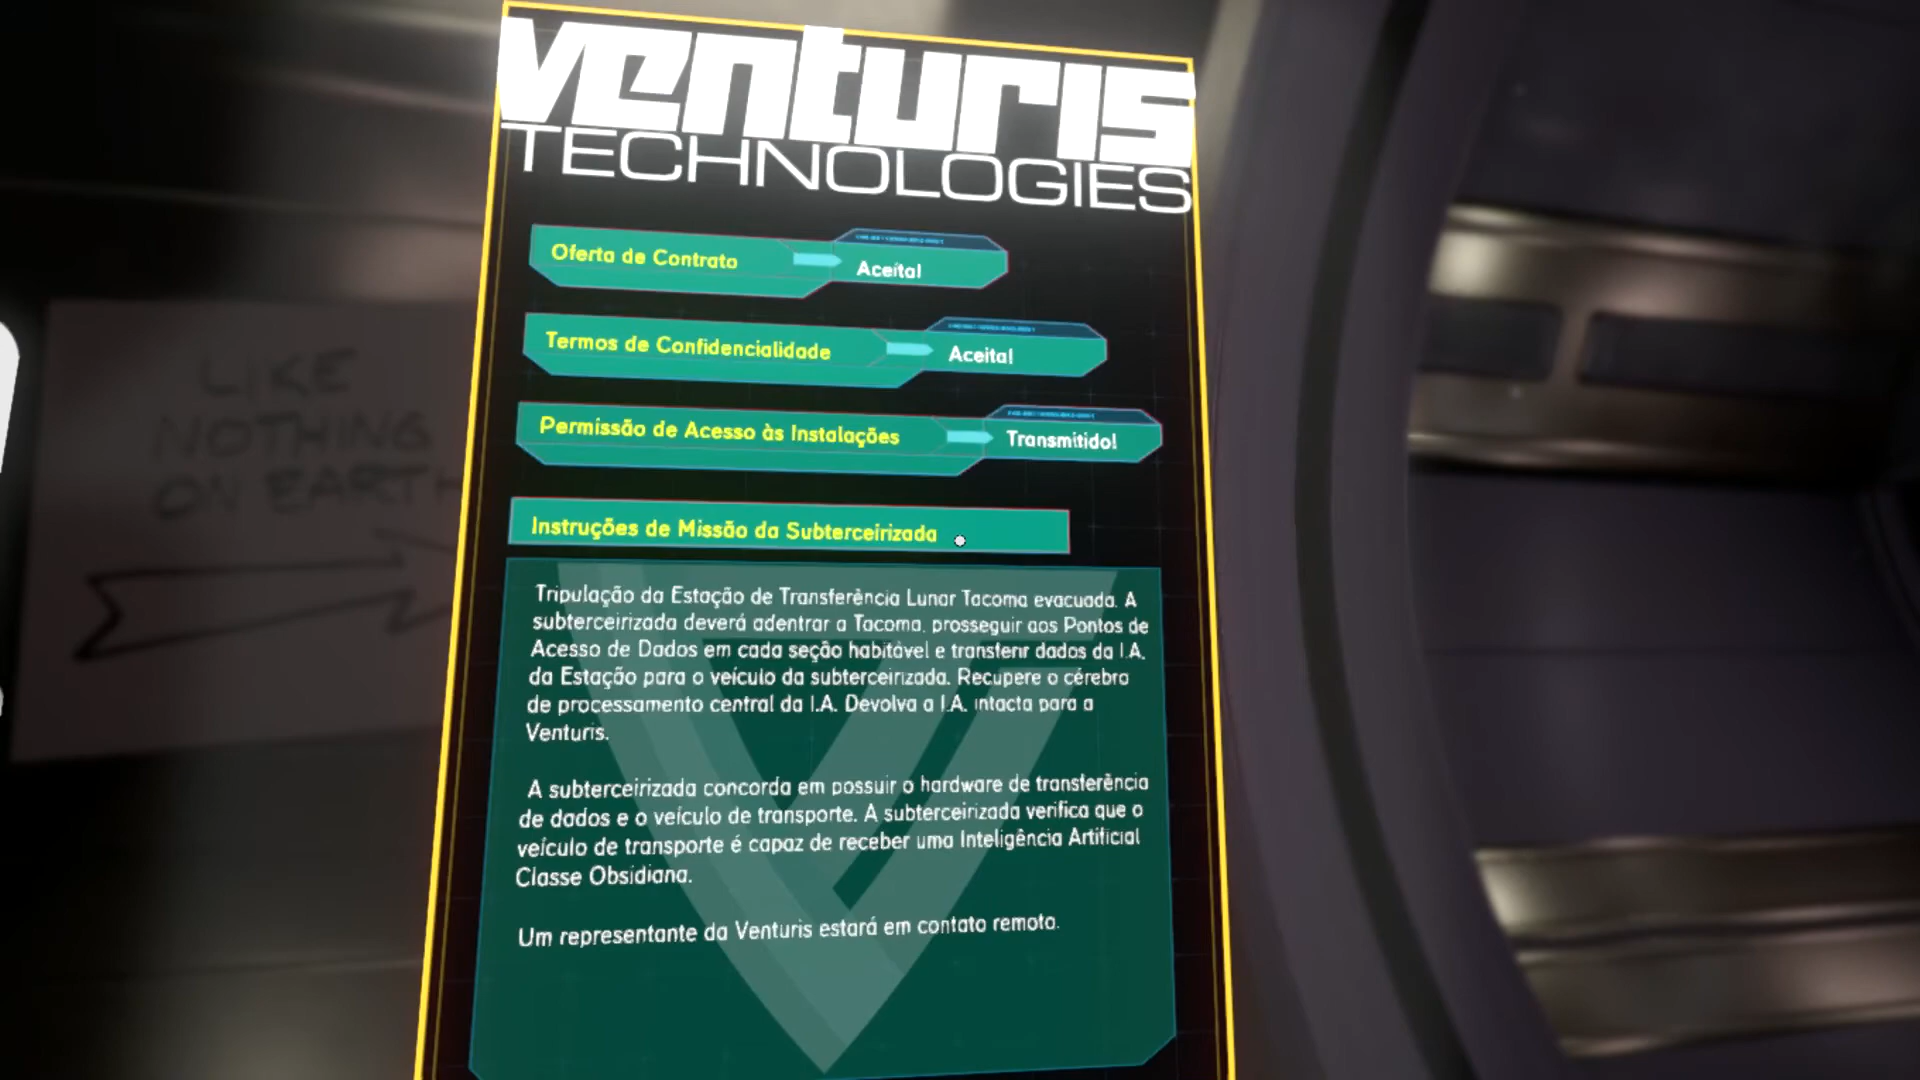 venturis
TECHNOLOGIES
Oferta de Contrato
Aceita!
Termos de Confidencialidade
Aceita!
Permissão de Acesso às Instalações
Transmitido!
Instruções de Missão da Subterceirizada
Tripulação da Estação de Transferência Lunar Tacoma evacuada. A
subterceirizada deverá adentrar a Tacoma, prosseguir aos Pontos de
Acesso de Dados em cada seção habitável e transferir dados da I.A.
da Estação para o veículo da subterceirizada. Recupere o cérebro
de processamento central da I.A. Devolva a I.A. intacta para a
Venturis.
A subterceirizada concorda em possuir o hardware de transferência
de dados e o veículo de transporte. A subterceirizada verifica que o
veículo de transporte é capaz de receber uma Inteligência Artificial
Classe Obsidiana.
Um representante da Venturis estará em contato remoto.
LIKE
NOTHING
ON EARTH